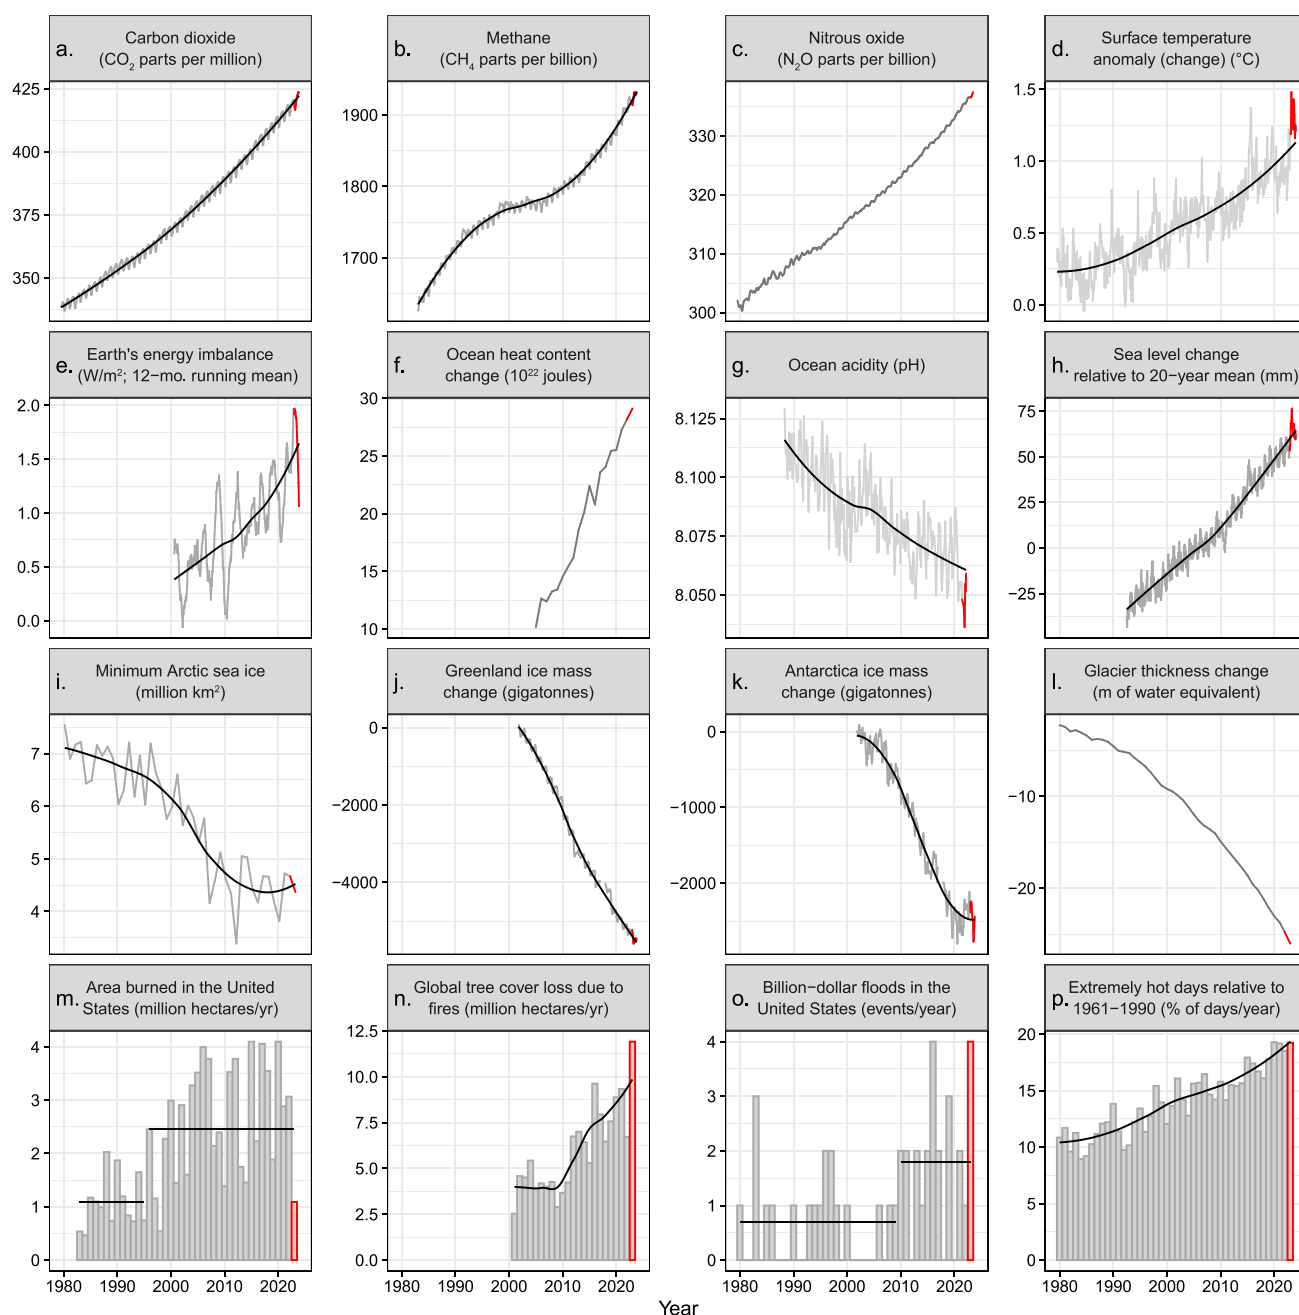 a. Carbon dioxide
(CO₂ parts per million)
b. Methane
(CH₄ parts per billion)
c. Nitrous oxide
(N₂O parts per billion)
d. Surface temperature
anomaly (change) (°C)
425
400
375
350
1900
1800
1700
330
320
310
300
1.5
1.0
0.5
0.0
e. Earth's energy imbalance
(W/m²; 12−mo. running mean)
f. Ocean heat content
change (10²² joules)
g. Ocean acidity (pH)
h. Sea level change
relative to 20−year mean (mm)
2.0
1.5
1.0
0.5
0.0
30
25
20
15
10
8.125
8.100
8.075
8.050
75
50
25
0
−25
i. Minimum Arctic sea ice
(million km²)
j. Greenland ice mass
change (gigatonnes)
k. Antarctica ice mass
change (gigatonnes)
l. Glacier thickness change
(m of water equivalent)
7
6
5
4
0
−2000
−4000
0
−1000
−2000
−10
−20
m. Area burned in the United
States (million hectares/yr)
n. Global tree cover loss due to
fires (million hectares/yr)
o. Billion−dollar floods in the
United States (events/year)
p. Extremely hot days relative to
1961−1990 (% of days/year)
4
3
2
1
0
12.5
10.0
7.5
5.0
2.5
0.0
4
3
2
1
0
20
15
10
5
0
1980 1990 2000 2010 2020
1980 1990 2000 2010 2020
1980 1990 2000 2010 2020
1980 1990 2000 2010 2020
Year